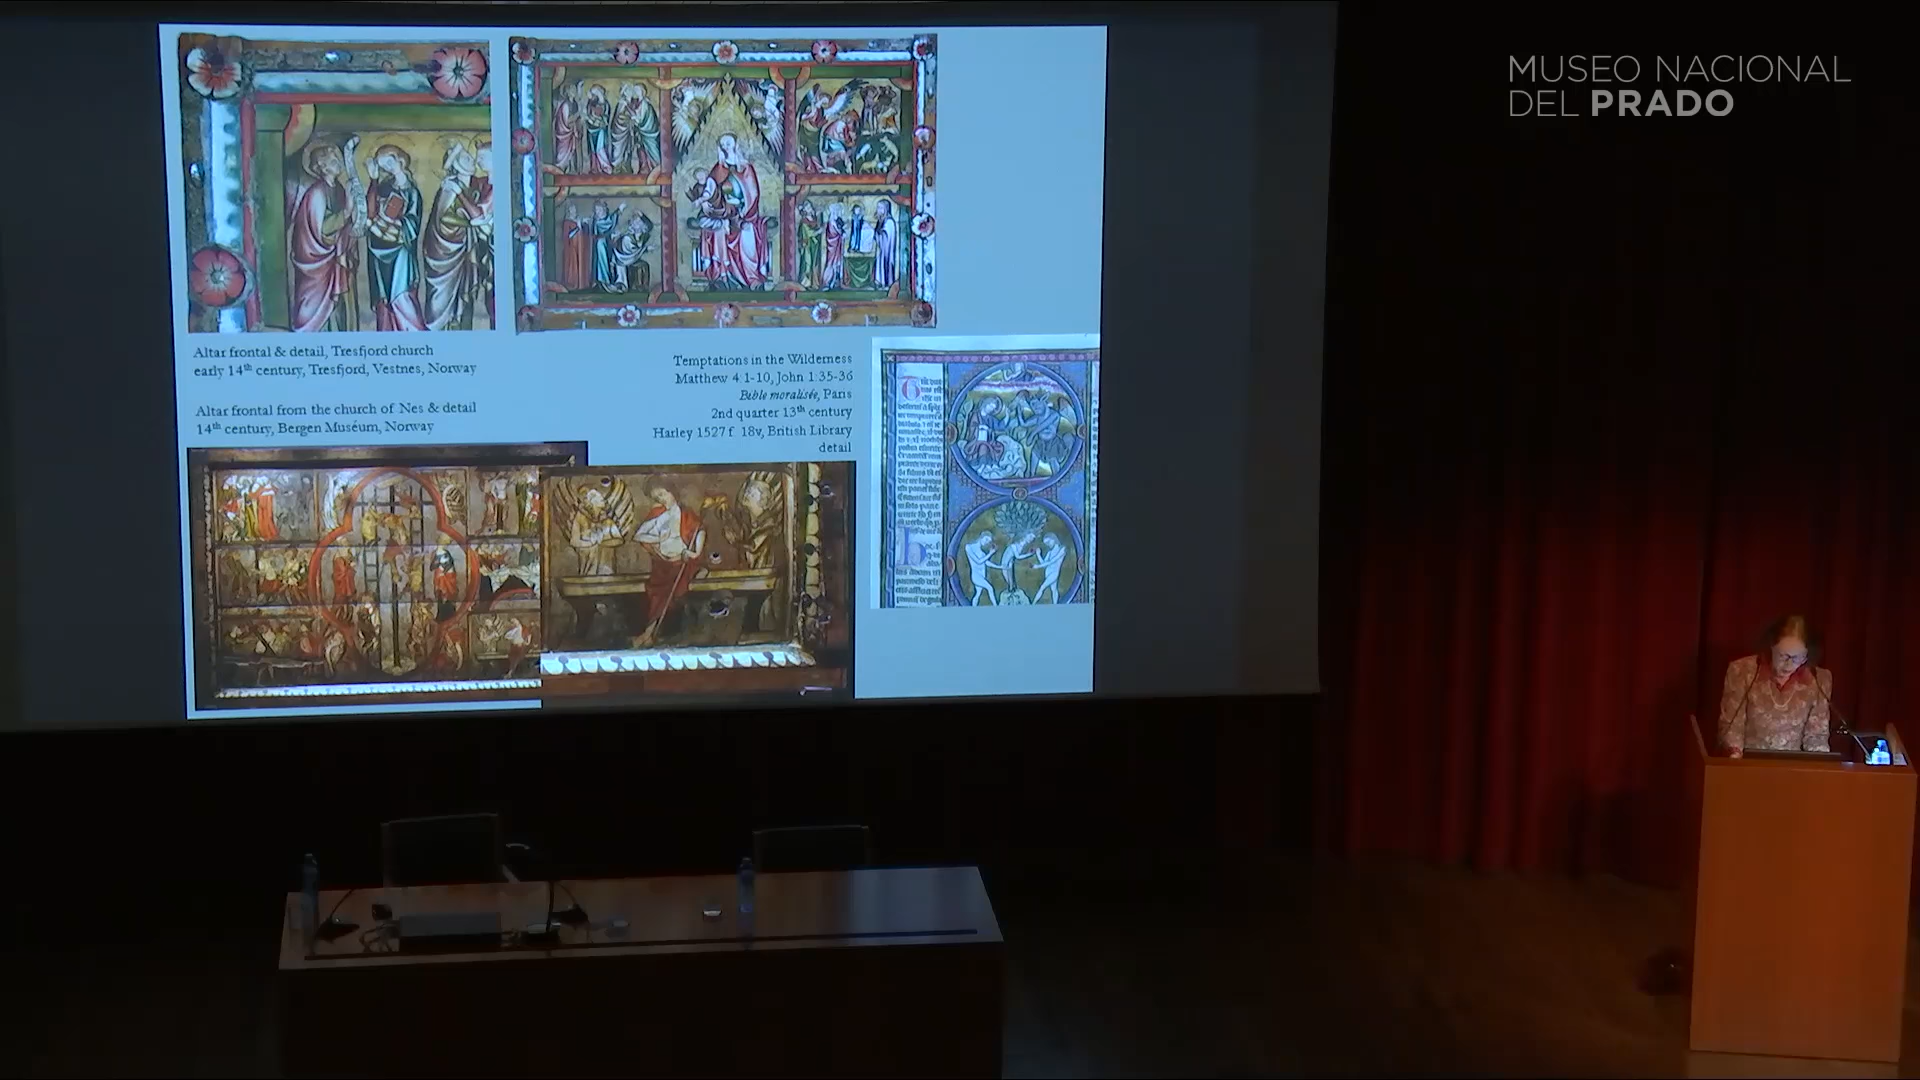 MUSEO NACIONAL
DEL PRADO
Altar frontal & detail, Tresfjord church
early 14th century, Tresfjord, Vestnes, Norway
Altar frontal from the church of Nes & detail
14th century, Bergen Muséum, Norway
Temptations in the Wilderness
Matthew 4:1-10, John 1:35-36
Bible moralisée, Paris
2nd quarter 13th century
Harley 1527 f. 18v, British Library
detail